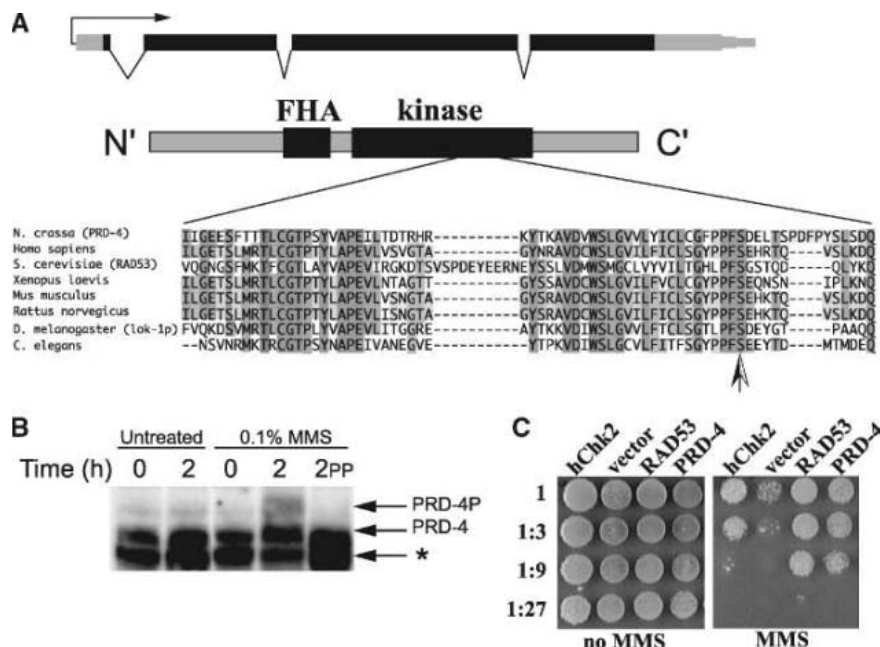 A
FHA kinase
N' C'
N. crassa (PRD-4) IIGEESFTTTLCGTPSYVAPEILTDTRHR----------KYTKAVDVWSLGVVLYICLCGFPPFSDELTSPDFPYSLSDQ
Homo sapiens ILGETSLMRTLCGTPTYLAPEVLVSVGTA----------GYNRAVDCWSLGVILFICLSGYPPFSEHRTQ----VSLKDQ
S. cerevisiae (RAD53) VQGNGSFMKTFCGTLAYVAPEVIRGKDTSVSPDEYEERNEYSSLVDMWSMGCLVYVILTGHLPFSGSTQD-----QLYKQ
Xenopus laevis ILGETSLMRTLCGTPTYLAPEVLNTAGTT----------GYSRAVDCWSLGVILFVCLCGYPPFSEQNSN----IPLKNQ
Mus musculus ILGETSLMRTLCGTPTYLAPEVLISNGTA----------GYSRAVDCWSLGVILFICLSGYPPFSEHKTQ----VSLKDQ
Rattus norvegicus ILGETSLMRTLCGTPTYLAPEVLISNGTA----------GYSRAVDCWSLGVILFICLSGYPPFSEHKTQ----VSLKDQ
D. melanogaster (lok-1p) FVQKDSVMRTLCGTPLYVAPEVLITGGRE----------AYTKKVDIWSLGVVLFTCLSGTLPFSDEYGT-----PAAQQ
C. elegans --NSVNRMKTRCGTPSYNAPEIVANEGVE----------YTPKVDIWSLGCVLFITFSGYPPFSEEYTD-----MTMDEQ
B
Untreated 0.1% MMS
Time (h) 0 2 0 2 2PP
PRD-4P
PRD-4
*
C
hChk2 vector RAD53 PRD-4 hChk2 vector RAD53 PRD-4
1
1:3
1:9
1:27
no MMS MMS